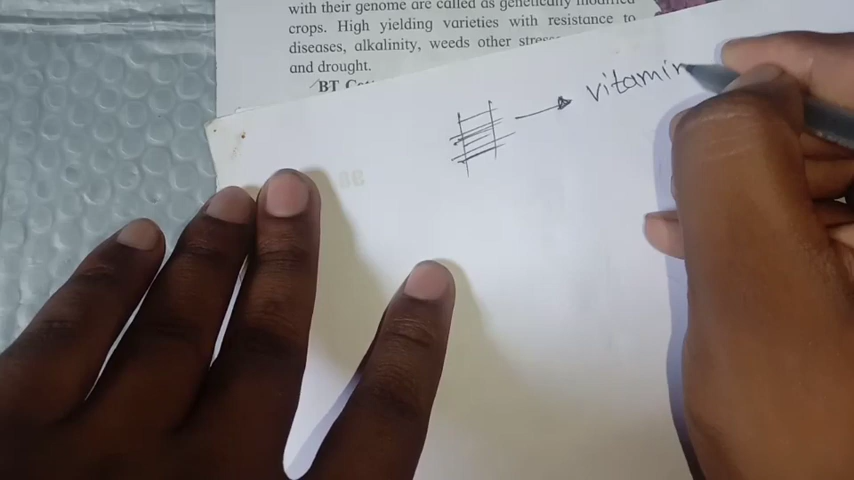 with their genome are called as genetically modified
crops. High yielding varieties with resistance to
diseases, alkalinity, weeds other
and drought.
BT
vitamin